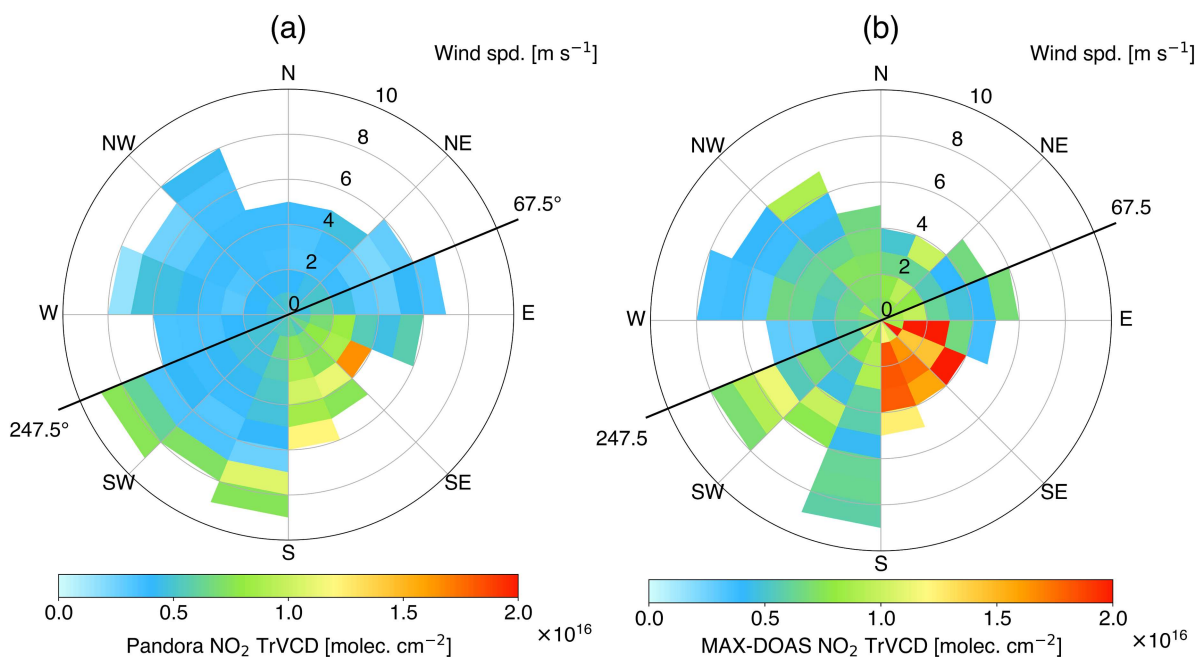 (a)
(b)
Wind spd. [m s⁻¹]
Wind spd. [m s⁻¹]
N
10
NW
NE
8
6
67.5°
4
2
0
W
E
247.5°
SW
SE
S
N
10
NW
NE
8
6
67.5
4
2
0
W
E
247.5
SW
SE
S
0.0 0.5 1.0 1.5 2.0
×10¹⁶
Pandora NO₂ TrVCD [molec. cm⁻²]
0.0 0.5 1.0 1.5 2.0
×10¹⁶
MAX-DOAS NO₂ TrVCD [molec. cm⁻²]